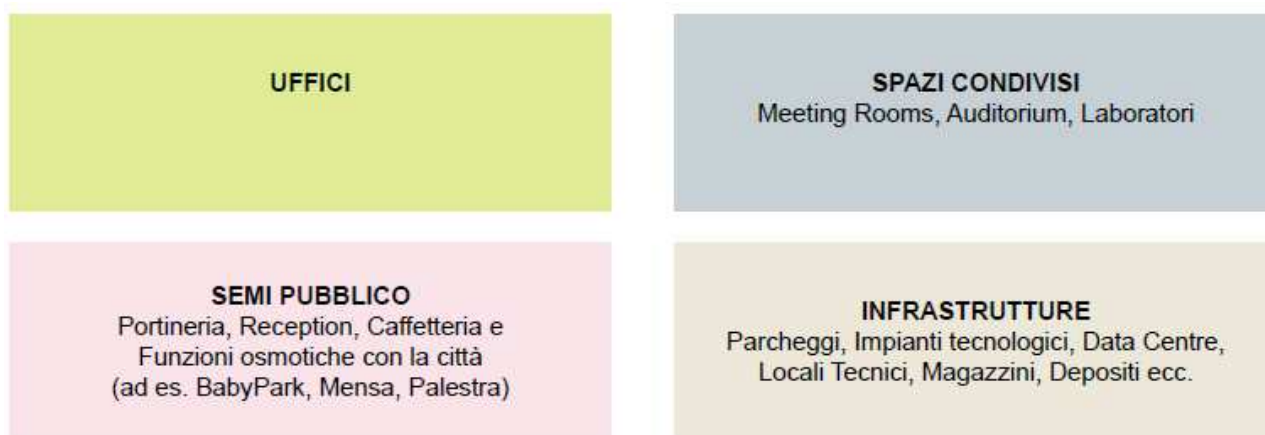 UFFICI
SPAZI CONDIVISI
Meeting Rooms, Auditorium, Laboratori
SEMI PUBBLICO
Portineria, Reception, Caffetteria e
Funzioni osmotiche con la città
(ad es. BabyPark, Mensa, Palestra)
INFRASTRUTTURE
Parcheggi, Impianti tecnologici, Data Centre,
Locali Tecnici, Magazzini, Depositi ecc.